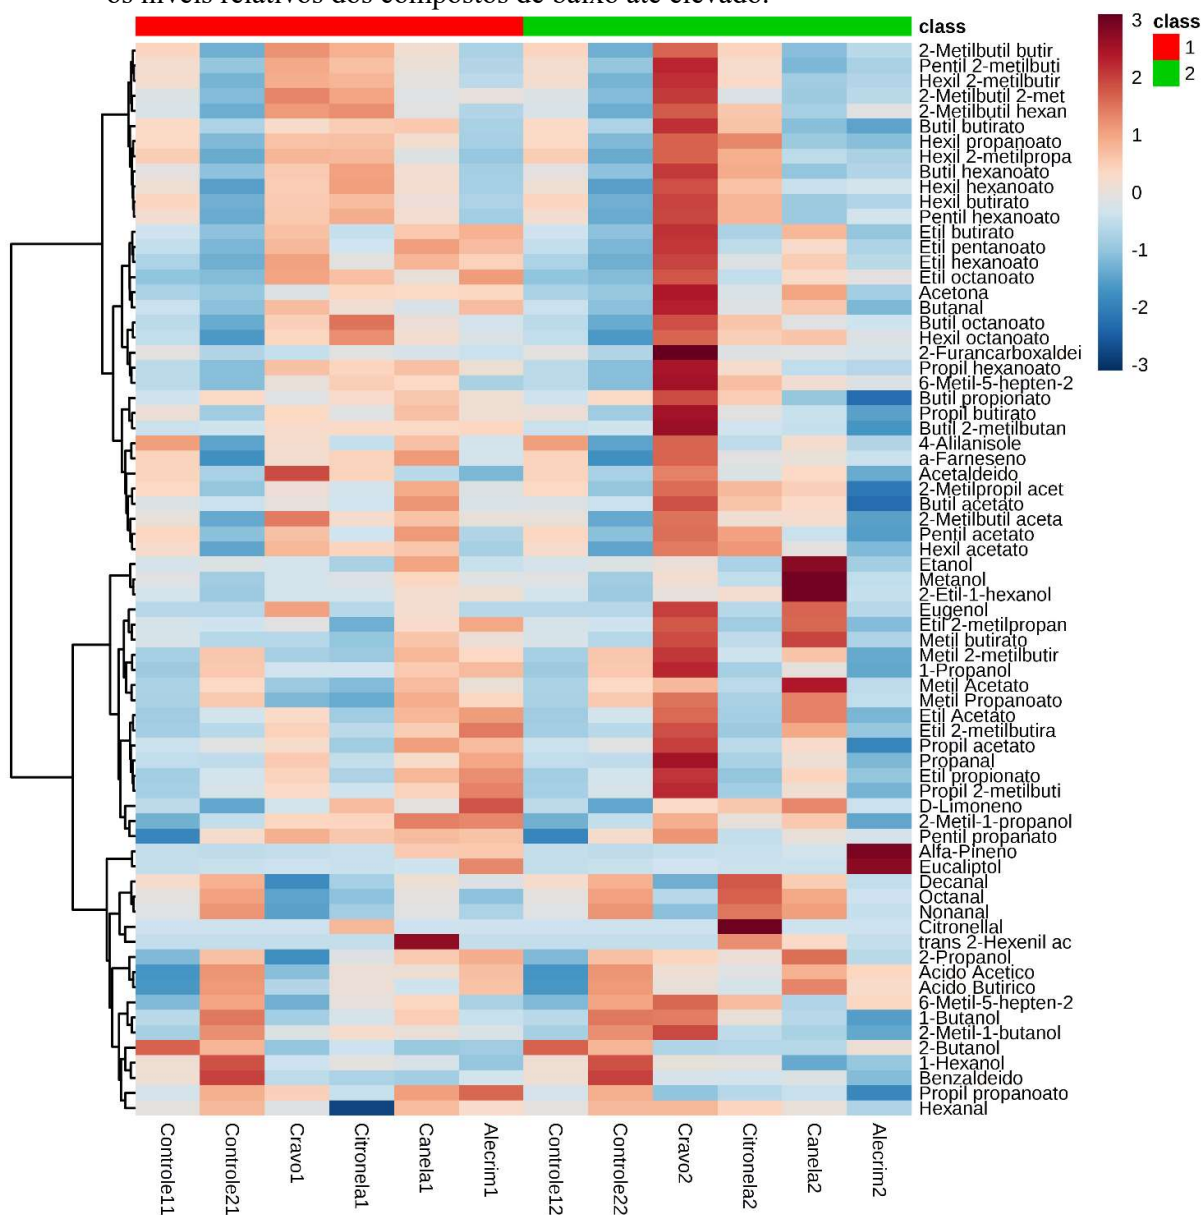 os níveis relativos dos compostos de baixo até elevado.
class
3
class
1
2
2
1
0
-1
-2
-3
2-Metilbutil butir
Pentil 2-metilbuti
Hexil 2-metilbutir
2-Metilbutil 2-met
2-Metilbutil hexan
Butil butirato
Hexil propanoato
Hexil 2-metilpropa
Butil hexanoato
Hexil hexanoato
Hexil butirato
Pentil hexanoato
Etil butirato
Etil pentanoato
Etil hexanoato
Etil octanoato
Acetona
Butanal
Butil octanoato
Hexil octanoato
2-Furancarboxaldei
Propil hexanoato
6-Metil-5-hepten-2
Butil propionato
Propil butirato
Butil 2-metilbutan
4-Alilanisole
a-Farneseno
Acetaldeido
2-Metilpropil acet
Butil acetato
2-Metilbutil aceta
Pentil acetato
Hexil acetato
Etanol
Metanol
2-Etil-1-hexanol
Eugenol
Etil 2-metilpropan
Metil butirato
Metil 2-metilbutir
1-Propanol
Metil Acetato
Metil Propanoato
Etil Acetato
Etil 2-metilbutira
Propil acetato
Propanal
Etil propionato
Propil 2-metilbuti
D-Limoneno
2-Metil-1-propanol
Pentil propanato
Alfa-Pineno
Eucaliptol
Decanal
Octanal
Nonanal
Citronellal
trans 2-Hexenil ac
2-Propanol
Acido Acetico
Acido Butirico
6-Metil-5-hepten-2
1-Butanol
2-Metil-1-butanol
2-Butanol
1-Hexanol
Benzaldeido
Propil propanoato
Hexanal
Controle11
Controle21
Cravo1
Citronela1
Canela1
Alecrim1
Controle12
Controle22
Cravo2
Citronela2
Canela2
Alecrim2